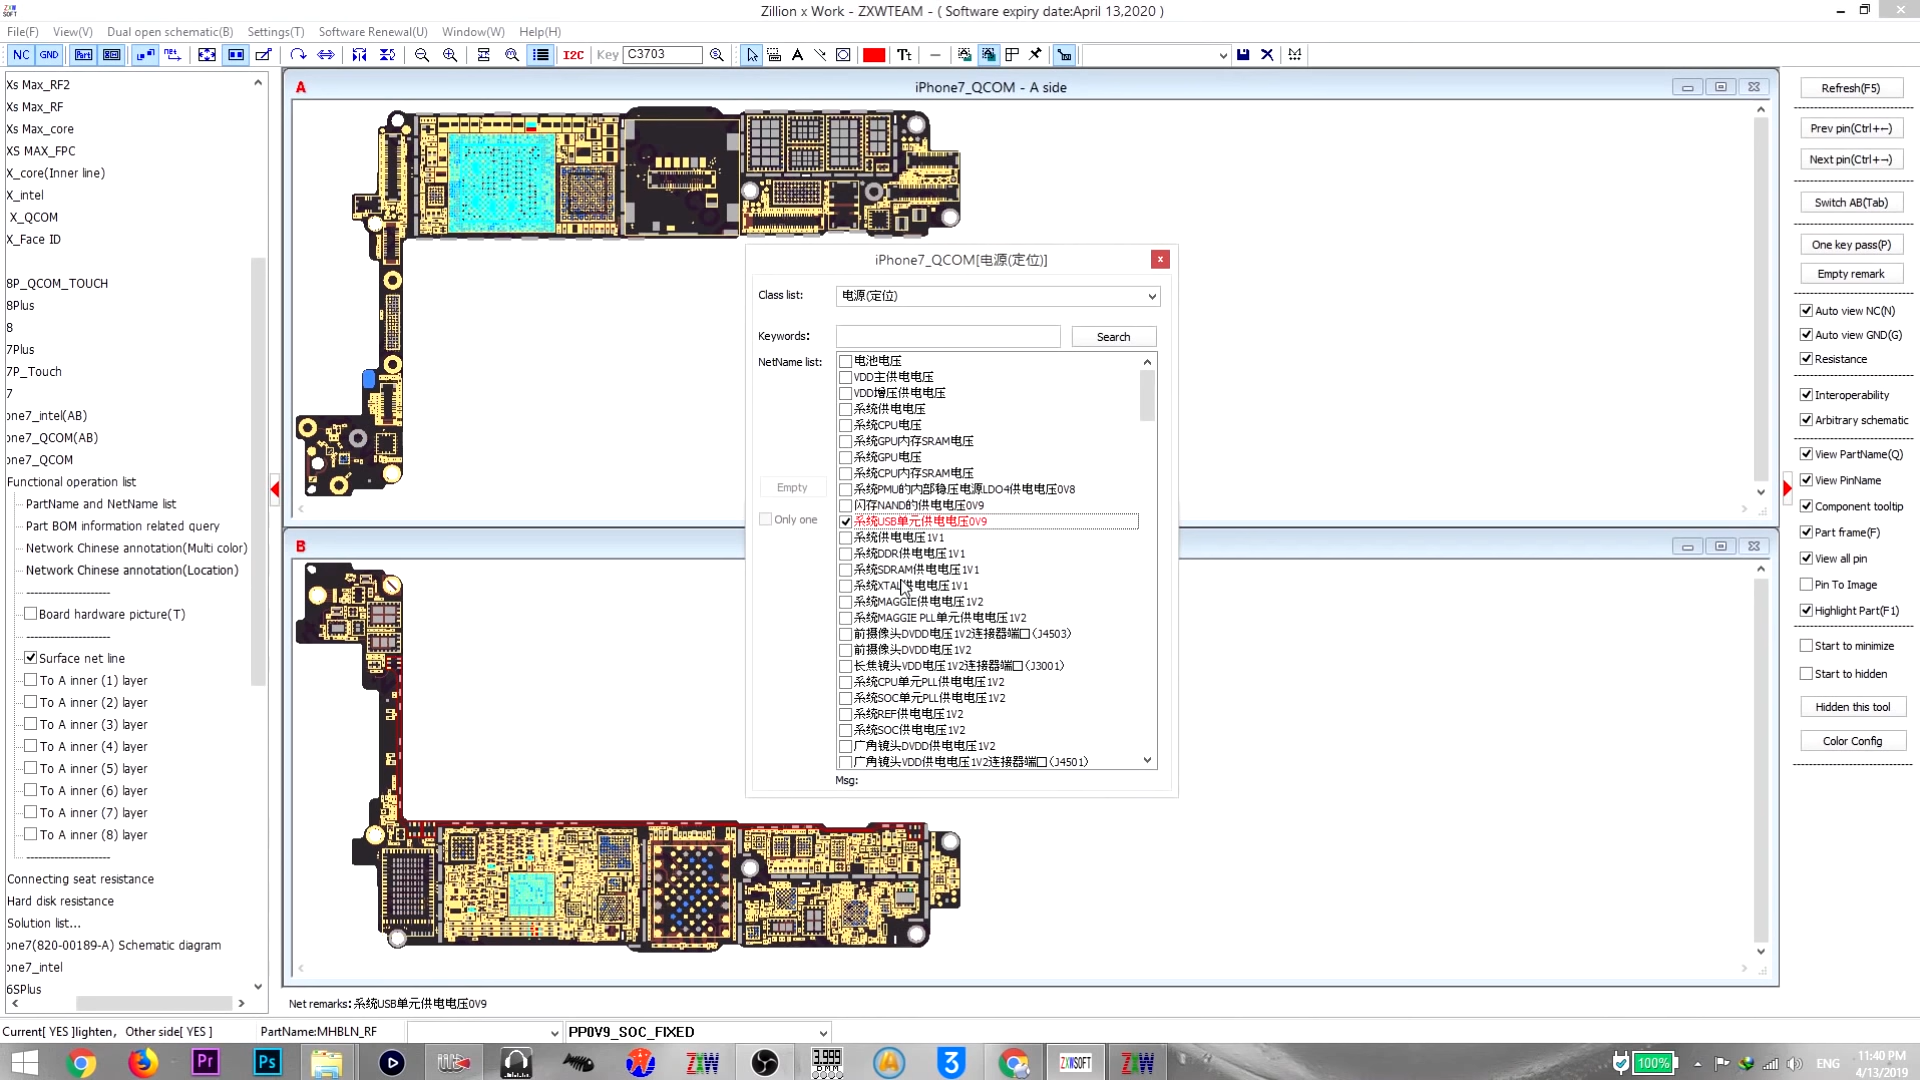 Zillion x Work - ZXWTEAM - ( Software expiry date:April 13,2020 )
File(F) View(V) Dual open schematic(B) Settings(T) Software Renewal(U) Window(W) Help(H)
NC GND Part I2C Key C3703 A Tt
Xs Max_RF2
Xs Max_RF
Xs Max_core
XS MAX_FPC
X_core(Inner line)
X_intel
X_QCOM
X_Face ID
8P_QCOM_TOUCH
8Plus
8
7Plus
7P_Touch
7
one7_intel(AB)
one7_QCOM(AB)
one7_QCOM
Functional operation list
PartName and NetName list
Part BOM information related query
Network Chinese annotation(Multi color)
Network Chinese annotation(Location)
Board hardware picture(T)
Surface net line
To A inner (1) layer
To A inner (2) layer
To A inner (3) layer
To A inner (4) layer
To A inner (5) layer
To A inner (6) layer
To A inner (7) layer
To A inner (8) layer
Connecting seat resistance
Hard disk resistance
Solution list...
one7(820-00189-A) Schematic diagram
one7_intel
6SPlus
A iPhone7_QCOM - A side
B
iPhone7_QCOM[电源(定位)]
Class list: 电源(定位)
Keywords: Search
NetName list:
电池电压
VDD主供电电压
VDD增压供电电压
系统供电电压
系统CPU电压
系统GPU内存SRAM电压
系统GPU电压
系统CPU内存SRAM电压
系统PMU的内部稳压电源LDO4供电电压0V8
闪存NAND的供电电压0V9
系统USB单元供电电压0V9
系统供电电压1V1
系统DDR供电电压1V1
系统SDRAM供电电压1V1
系统XTAL供电电压1V1
系统MAGGIE供电电压1V2
系统MAGGIE PLL单元供电电压1V2
前摄像头DVDD电压1V2连接器端口(J4503)
前摄像头DVDD电压1V2
长焦镜头VDD电压1V2连接器端口(J3001)
系统CPU单元PLL供电电压1V2
系统SOC单元PLL供电电压1V2
系统REF供电电压1V2
系统SOC供电电压1V2
广角镜头DVDD供电电压1V2
广角镜头VDD供电电压1V2连接器端口(J4501)
Empty
Only one
Msg:
Refresh(F5)
Prev pin(Ctrl+←)
Next pin(Ctrl+→)
Switch AB(Tab)
One key pass(P)
Empty remark
Auto view NC(N)
Auto view GND(G)
Resistance
Interoperability
Arbitrary schematic
View PartName(Q)
View PinName
Component tooltip
Part frame(F)
View all pin
Pin To Image
Highlight Part(F1)
Start to minimize
Start to hidden
Hidden this tool
Color Config
Net remarks:系统USB单元供电电压0V9
Current[ YES ]lighten, Other side[ YES ] PartName:MHBLN_RF PP0V9_SOC_FIXED
Pr Ps ZXW 3.999 DMM 3 ZXWSOFT ZXW 100% ENG 11:40 PM
4/13/2019